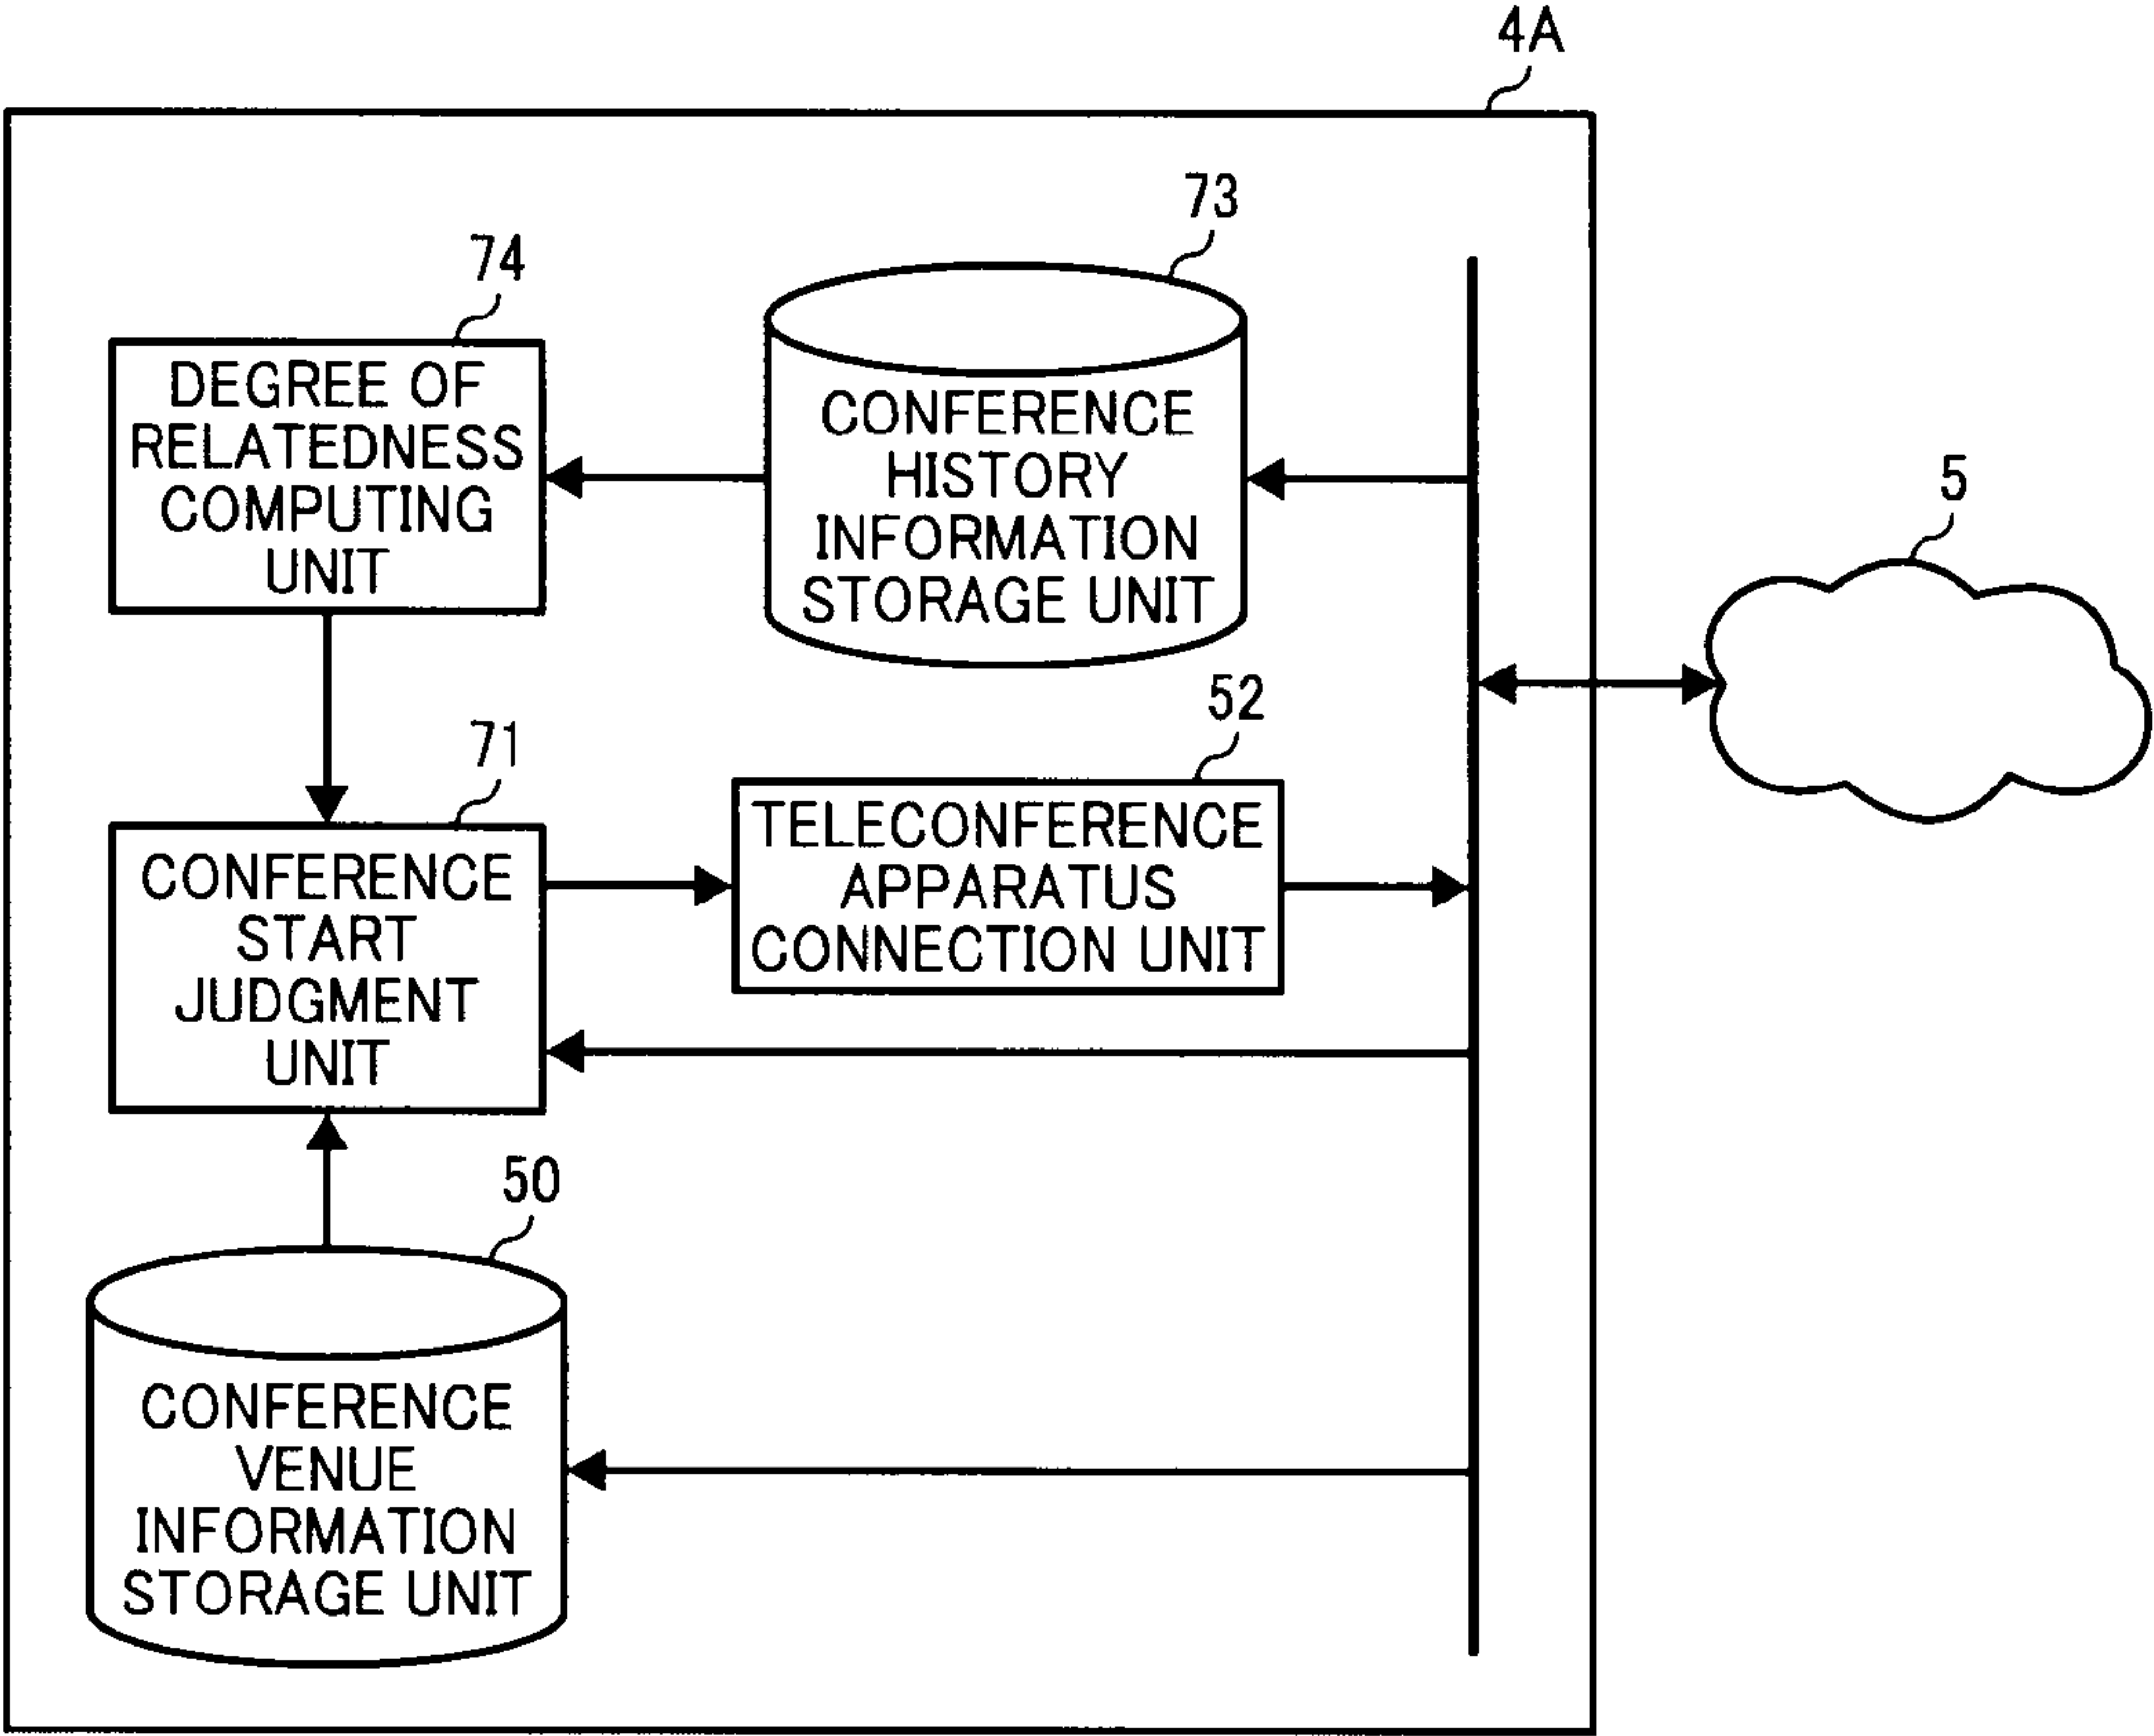 4A
73
74
DEGREE OF
RELATEDNESS
COMPUTING
UNIT
CONFERENCE
HISTORY
INFORMATION
STORAGE UNIT
5
52
71
TELECONFERENCE
APPARATUS
CONNECTION UNIT
CONFERENCE
START
JUDGMENT
UNIT
50
CONFERENCE
VENUE
INFORMATION
STORAGE UNIT